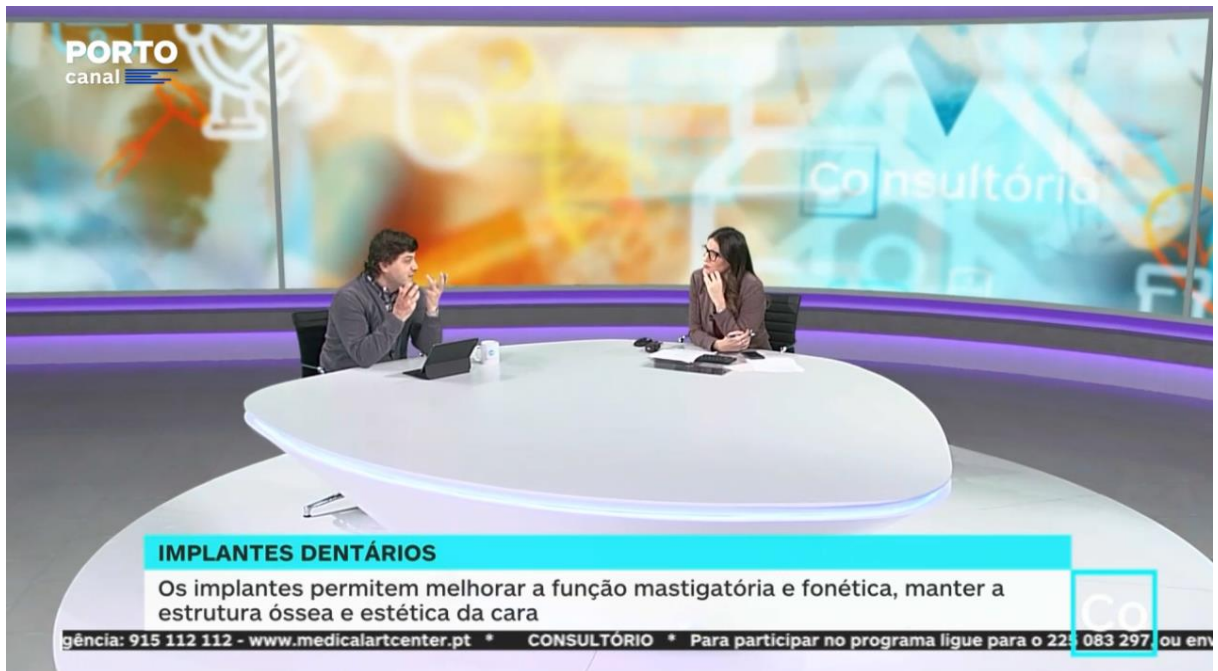 PORTO
canal
Consultório
IMPLANTES DENTÁRIOS
Os implantes permitem melhorar a função mastigatória e fonética, manter a
estrutura óssea e estética da cara
Co
gência: 915 112 112 - www.medicalartcenter.pt * CONSULTÓRIO * Para participar no programa ligue para o 225 083 297, ou env